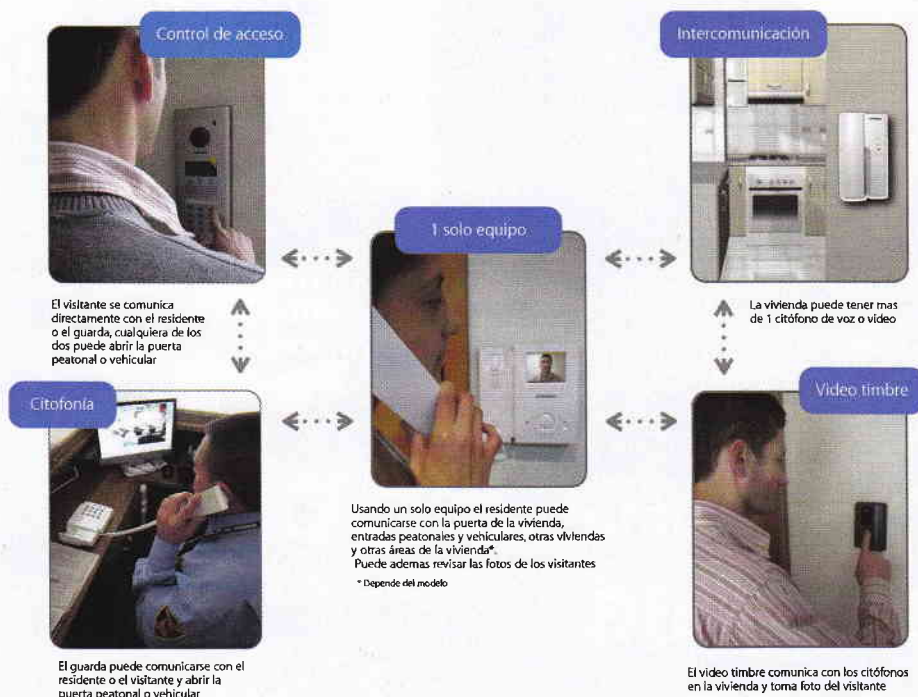 Control de acceso
Intercomunicación
El visitante se comunica
directamente con el residente
o el guarda, cualquiera de los
dos puede abrir la puerta
peatonal o vehicular
1 solo equipo
La vivienda puede tener mas
de 1 citófono de voz o video
Citofonía
Video timbre
Usando un solo equipo el residente puede
comunicarse con la puerta de la vivienda,
entradas peatonales y vehiculares, otras viviendas
y otras áreas de la vivienda*.
Puede ademas revisar las fotos de los visitantes
* Depende del modelo
El guarda puede comunicarse con el
residente o el visitante y abrir la
puerta peatonal o vehicular
El video timbre comunica con los citófonos
en la vivienda y toma foto del visitante